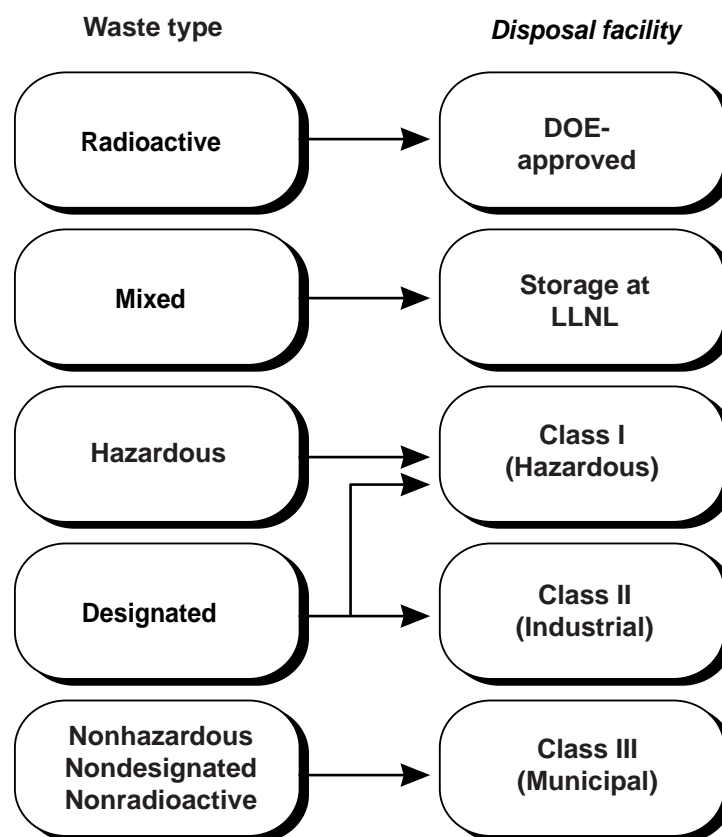 Waste type
Disposal facility
Radioactive
DOE-
approved
Mixed
Storage at
LLNL
Hazardous
Class I
(Hazardous)
Designated
Class II
(Industrial)
Nonhazardous
Nondesignated
Nonradioactive
Class III
(Municipal)